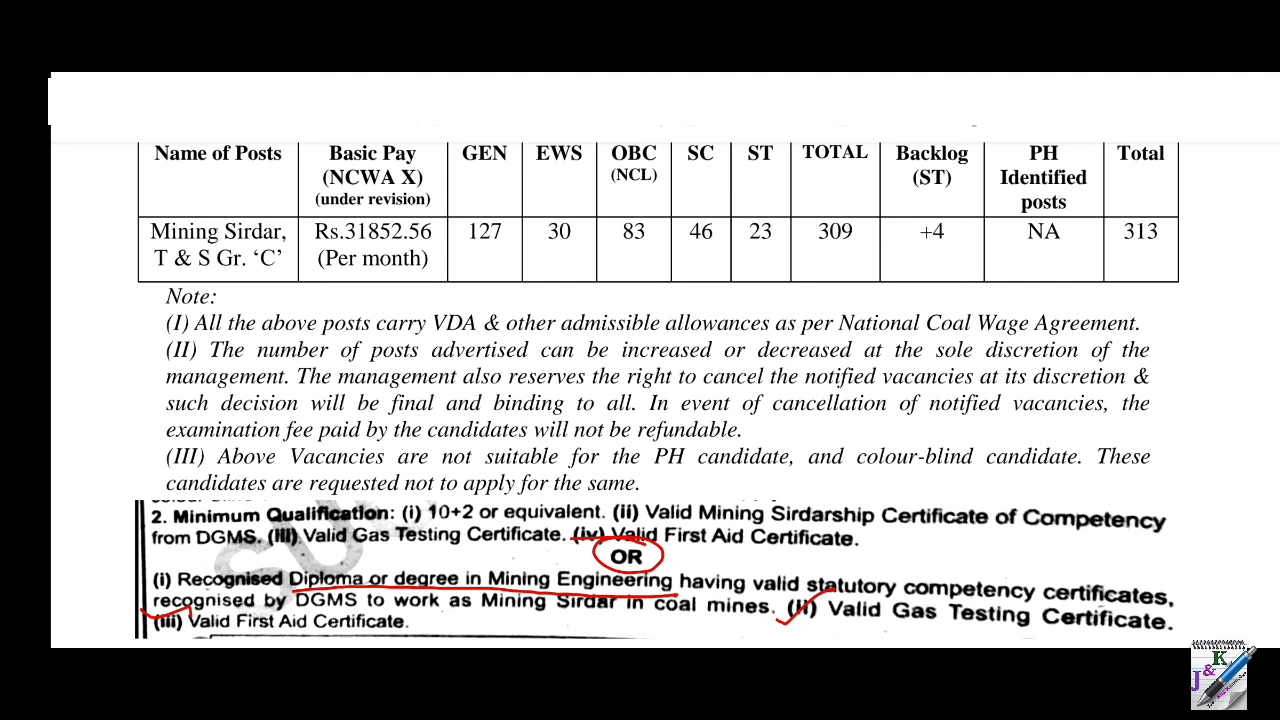 Name of Posts Basic Pay (NCWA X) (under revision) GEN EWS OBC (NCL) SC ST TOTAL Backlog (ST) PH Identified posts Total
Mining Sirdar, T & S Gr. ‘C’ Rs.31852.56 (Per month) 127 30 83 46 23 309 +4 NA 313
Note:
(I) All the above posts carry VDA & other admissible allowances as per National Coal Wage Agreement.
(II) The number of posts advertised can be increased or decreased at the sole discretion of the
management. The management also reserves the right to cancel the notified vacancies at its discretion &
such decision will be final and binding to all. In event of cancellation of notified vacancies, the
examination fee paid by the candidates will not be refundable.
(III) Above Vacancies are not suitable for the PH candidate, and colour-blind candidate. These
candidates are requested not to apply for the same.
2. Minimum Qualification: (i) 10+2 or equivalent. (ii) Valid Mining Sirdarship Certificate of Competency
from DGMS. (iii) Valid Gas Testing Certificate. (iv) Valid First Aid Certificate.
OR
(i) Recognised Diploma or degree in Mining Engineering having valid statutory competency certificates,
recognised by DGMS to work as Mining Sirdar in coal mines. (ii) Valid Gas Testing Certificate.
(iii) Valid First Aid Certificate.
J&K